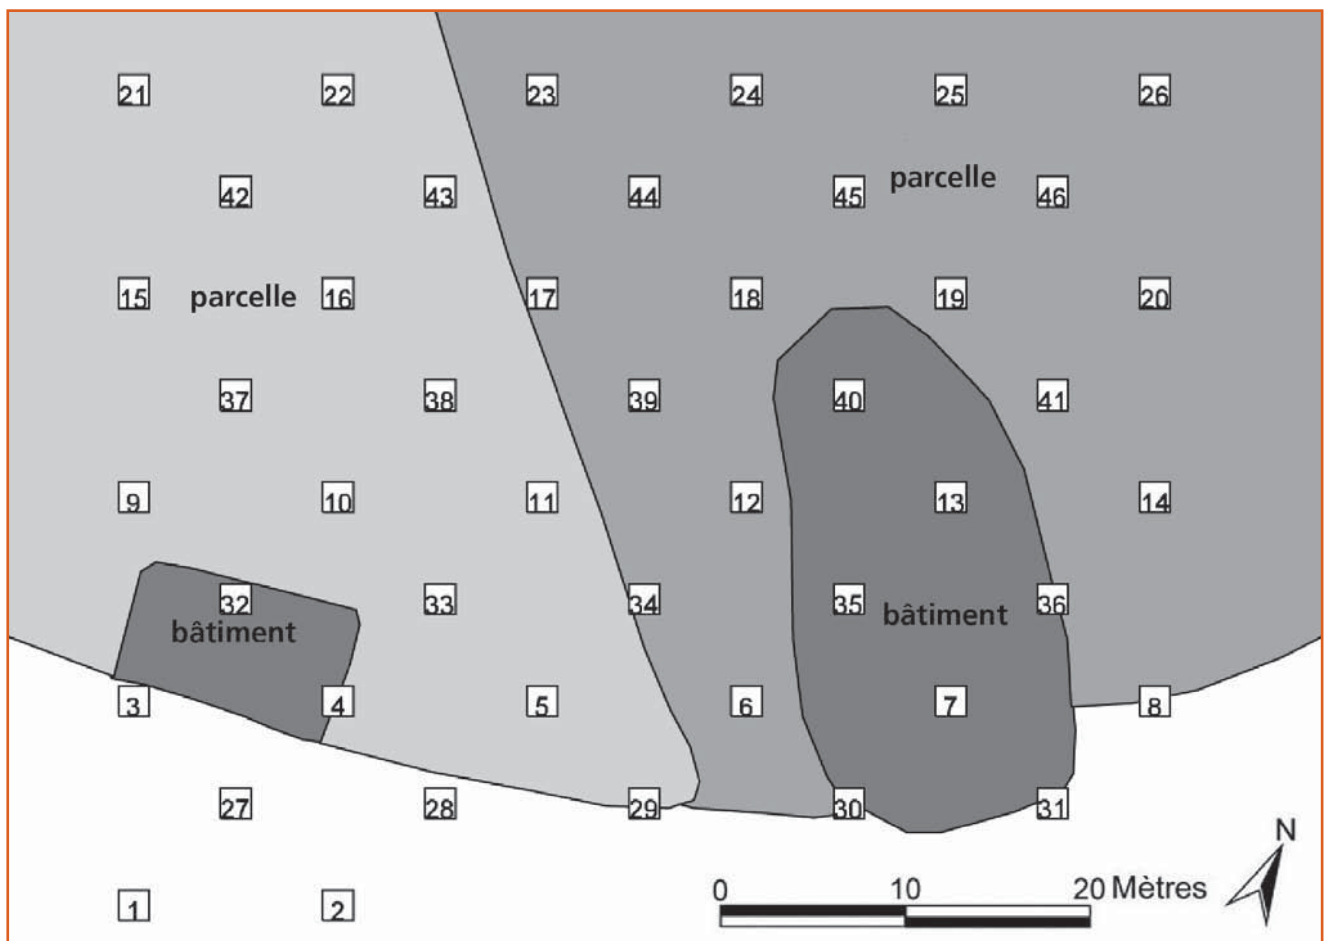 21 22 23 24 25 26
parcelle
42 43 44 45 46
parcelle
15 16 17 18 19 20
37 38 39 40 41
9 10 11 12 13 14
32 33 34 35 36
bâtiment
bâtiment
3 4 5 6 7 8
27 28 29 30 31
N
0 10 20 Mètres
1 2